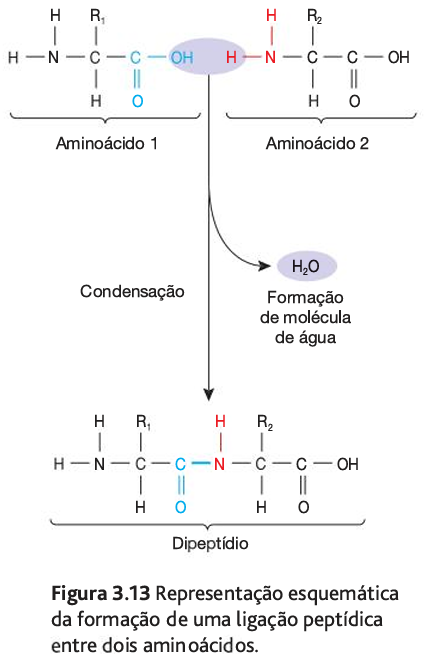 H R₁ H R₂
H — N — C — C — OH H — N — C — C — OH
H O H O
Aminoácido 1 Aminoácido 2
H₂O
Condensação
Formação
de molécula
de água
H R₁ H R₂
H — N — C — C — N — C — C — OH
H O H O
Dipeptídio
Figura 3.13 Representação esquemática
da formação de uma ligação peptídica
entre dois aminoácidos.